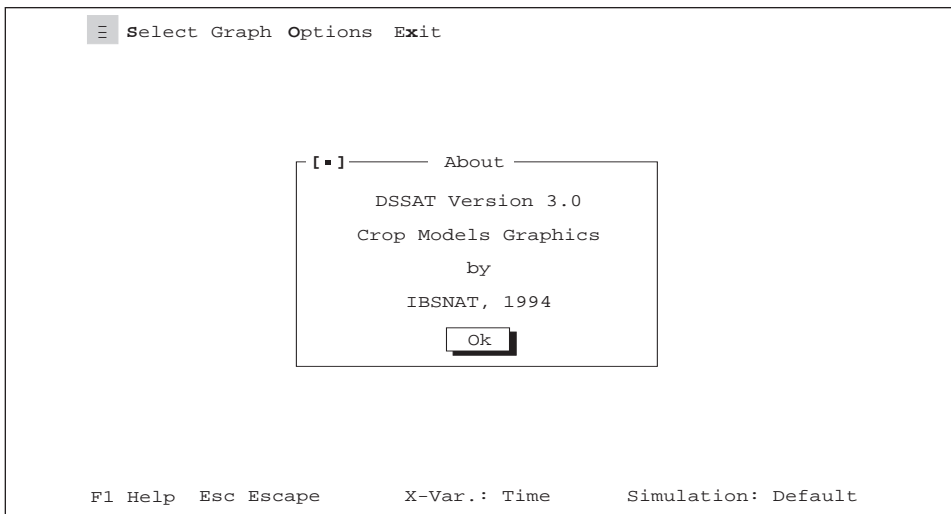 Ξ Select Graph Options Exit
[▪] About
DSSAT Version 3.0
Crop Models Graphics
by
IBSNAT, 1994
Ok
F1 Help Esc Escape X-Var.: Time Simulation: Default